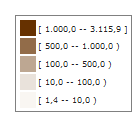 [ 1.000,0 -- 3.115,9 ]
[ 500,0 -- 1.000,0 )
[ 100,0 -- 500,0 )
[ 10,0 -- 100,0 )
[ 1,4 -- 10,0 )